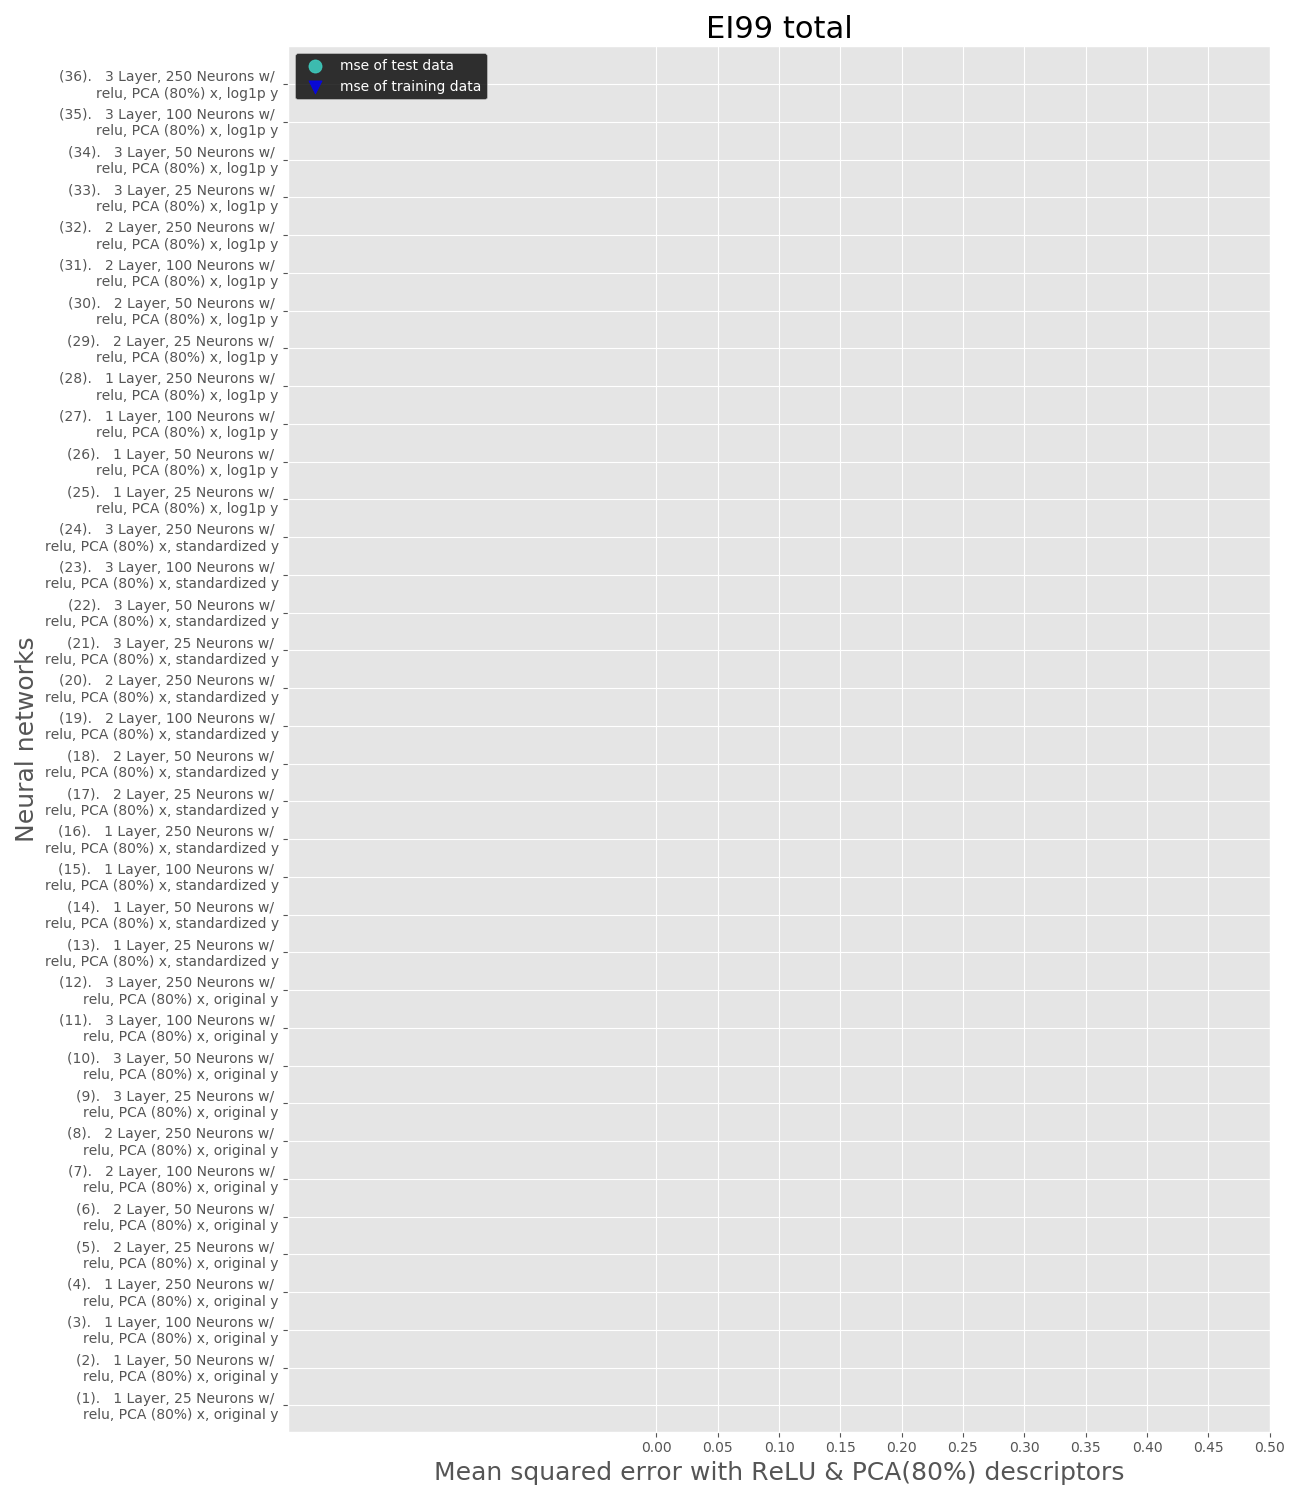 EI99 total
mse of test data
mse of training data
(36).   3 Layer, 250 Neurons w/
relu, PCA (80%) x, log1p y
(35).   3 Layer, 100 Neurons w/
relu, PCA (80%) x, log1p y
(34).   3 Layer, 50 Neurons w/
relu, PCA (80%) x, log1p y
(33).   3 Layer, 25 Neurons w/
relu, PCA (80%) x, log1p y
(32).   2 Layer, 250 Neurons w/
relu, PCA (80%) x, log1p y
(31).   2 Layer, 100 Neurons w/
relu, PCA (80%) x, log1p y
(30).   2 Layer, 50 Neurons w/
relu, PCA (80%) x, log1p y
(29).   2 Layer, 25 Neurons w/
relu, PCA (80%) x, log1p y
(28).   1 Layer, 250 Neurons w/
relu, PCA (80%) x, log1p y
(27).   1 Layer, 100 Neurons w/
relu, PCA (80%) x, log1p y
(26).   1 Layer, 50 Neurons w/
relu, PCA (80%) x, log1p y
(25).   1 Layer, 25 Neurons w/
relu, PCA (80%) x, log1p y
(24).   3 Layer, 250 Neurons w/
relu, PCA (80%) x, standardized y
(23).   3 Layer, 100 Neurons w/
relu, PCA (80%) x, standardized y
(22).   3 Layer, 50 Neurons w/
relu, PCA (80%) x, standardized y
(21).   3 Layer, 25 Neurons w/
relu, PCA (80%) x, standardized y
(20).   2 Layer, 250 Neurons w/
relu, PCA (80%) x, standardized y
(19).   2 Layer, 100 Neurons w/
relu, PCA (80%) x, standardized y
(18).   2 Layer, 50 Neurons w/
relu, PCA (80%) x, standardized y
(17).   2 Layer, 25 Neurons w/
relu, PCA (80%) x, standardized y
(16).   1 Layer, 250 Neurons w/
relu, PCA (80%) x, standardized y
(15).   1 Layer, 100 Neurons w/
relu, PCA (80%) x, standardized y
(14).   1 Layer, 50 Neurons w/
relu, PCA (80%) x, standardized y
(13).   1 Layer, 25 Neurons w/
relu, PCA (80%) x, standardized y
(12).   3 Layer, 250 Neurons w/
relu, PCA (80%) x, original y
(11).   3 Layer, 100 Neurons w/
relu, PCA (80%) x, original y
(10).   3 Layer, 50 Neurons w/
relu, PCA (80%) x, original y
(9).   3 Layer, 25 Neurons w/
relu, PCA (80%) x, original y
(8).   2 Layer, 250 Neurons w/
relu, PCA (80%) x, original y
(7).   2 Layer, 100 Neurons w/
relu, PCA (80%) x, original y
(6).   2 Layer, 50 Neurons w/
relu, PCA (80%) x, original y
(5).   2 Layer, 25 Neurons w/
relu, PCA (80%) x, original y
(4).   1 Layer, 250 Neurons w/
relu, PCA (80%) x, original y
(3).   1 Layer, 100 Neurons w/
relu, PCA (80%) x, original y
(2).   1 Layer, 50 Neurons w/
relu, PCA (80%) x, original y
(1).   1 Layer, 25 Neurons w/
relu, PCA (80%) x, original y
Neural networks
0.00 0.05 0.10 0.15 0.20 0.25 0.30 0.35 0.40 0.45 0.50
Mean squared error with ReLU & PCA(80%) descriptors